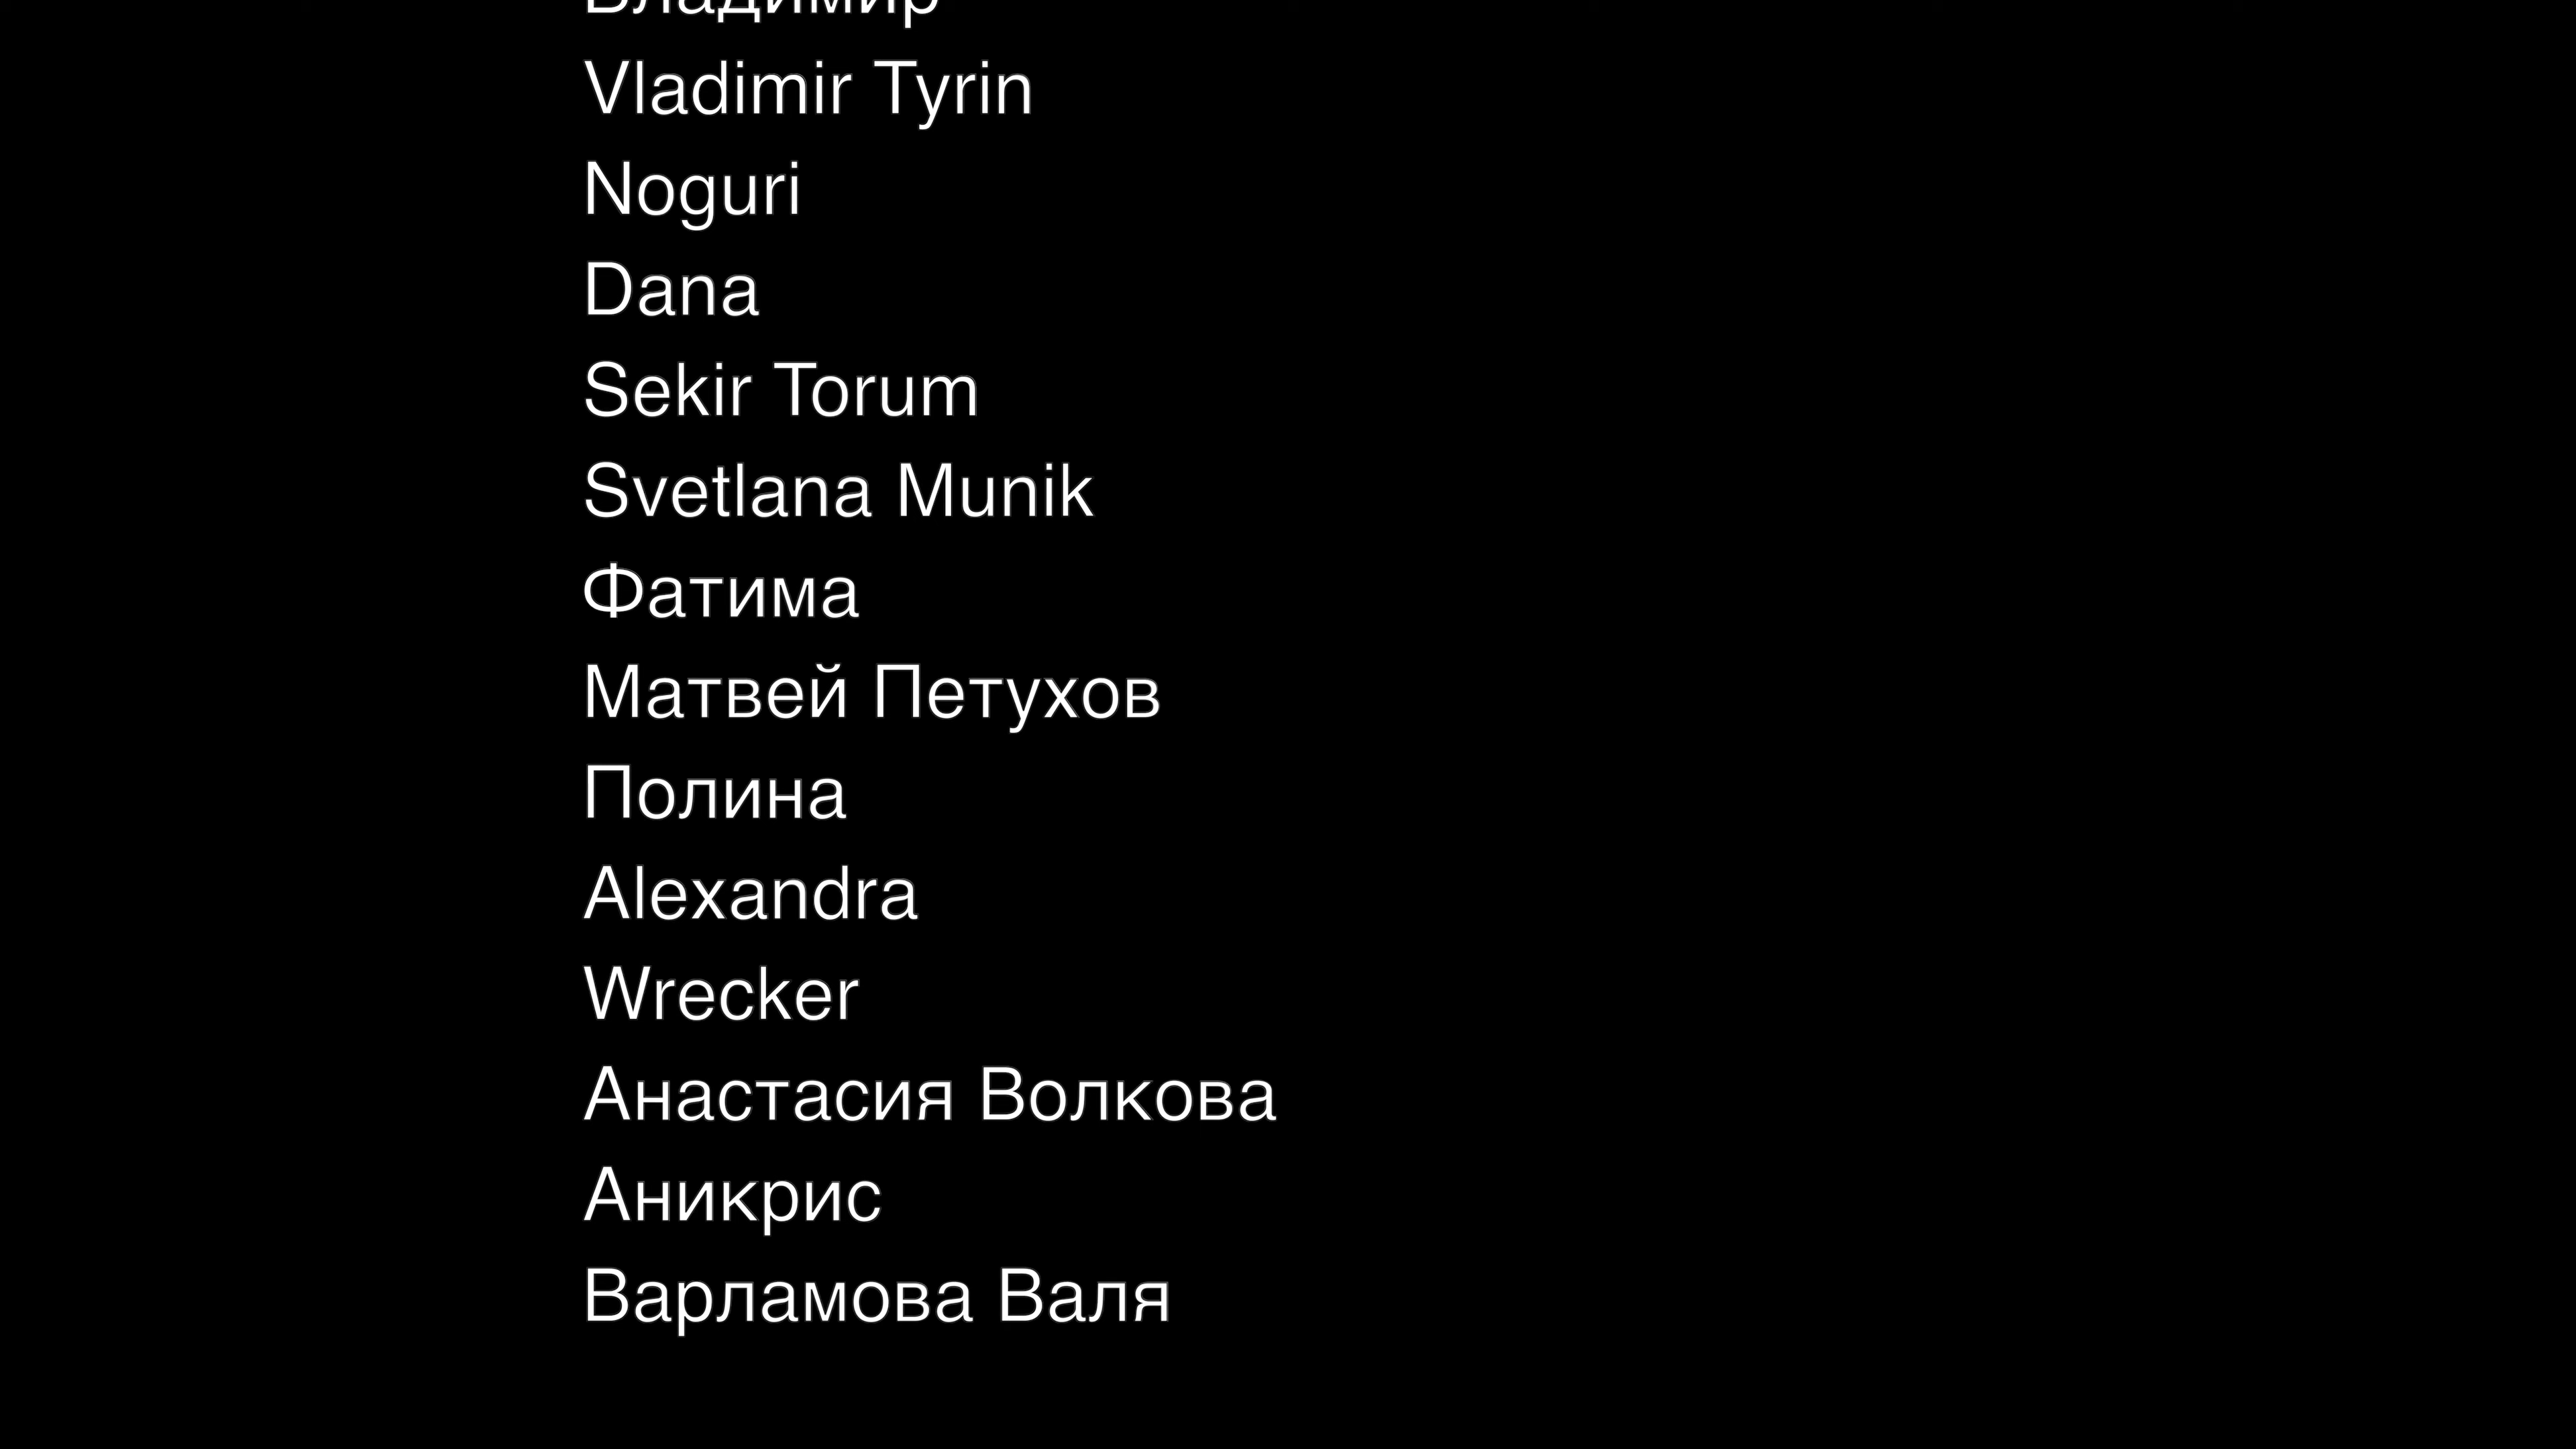 Владимир
Vladimir Tyrin
Noguri
Dana
Sekir Torum
Svetlana Munik
Фатима
Матвей Петухов
Полина
Alexandra
Wrecker
Анастасия Волкова
Аникрис
Варламова Валя